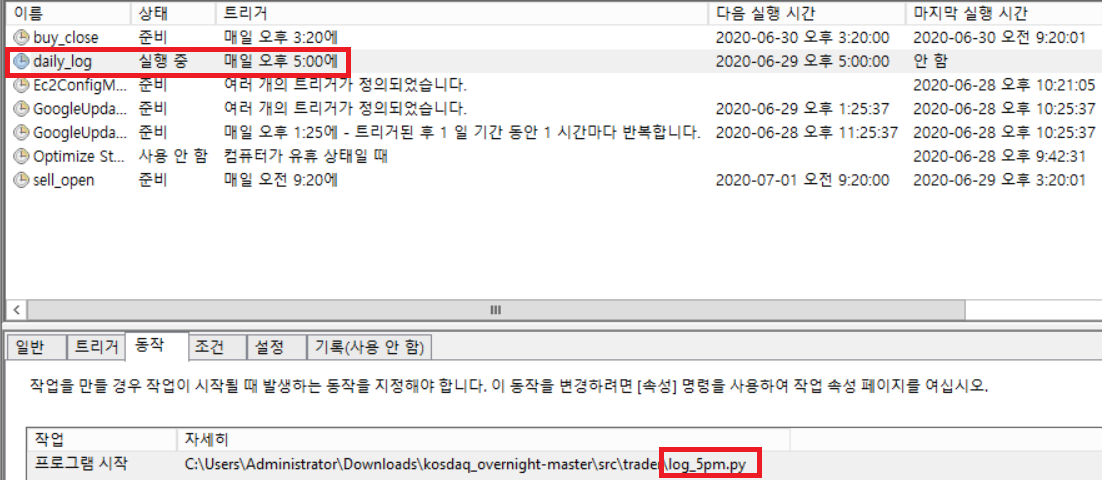 이름 상태 트리거 다음 실행 시간 마지막 실행 시간
buy_close 준비 매일 오후 3:20에 2020-06-30 오후 3:20:00 2020-06-30 오전 9:20:01
daily_log 실행 중 매일 오후 5:00에 2020-06-29 오후 5:00:00 안 함
Ec2ConfigM... 준비 여러 개의 트리거가 정의되었습니다. 2020-06-28 오후 10:21:05
GoogleUpda... 준비 여러 개의 트리거가 정의되었습니다. 2020-06-29 오후 1:25:37 2020-06-28 오후 10:25:37
GoogleUpda... 준비 매일 오후 1:25에 - 트리거된 후 1 일 기간 동안 1 시간마다 반복합니다. 2020-06-28 오후 11:25:37 2020-06-28 오후 10:25:37
Optimize St... 사용 안 함 컴퓨터가 유휴 상태일 때 2020-06-28 오후 9:42:31
sell_open 준비 매일 오전 9:20에 2020-07-01 오전 9:20:00 2020-06-29 오후 3:20:01
일반 트리거 동작 조건 설정 기록(사용 안 함)
작업을 만들 경우 작업이 시작될 때 발생하는 동작을 지정해야 합니다. 이 동작을 변경하려면 [속성] 명령을 사용하여 작업 속성 페이지를 여십시오.
작업 자세히
프로그램 시작 C:\Users\Administrator\Downloads\kosdaq_overnight-master\src\trader\log_5pm.py